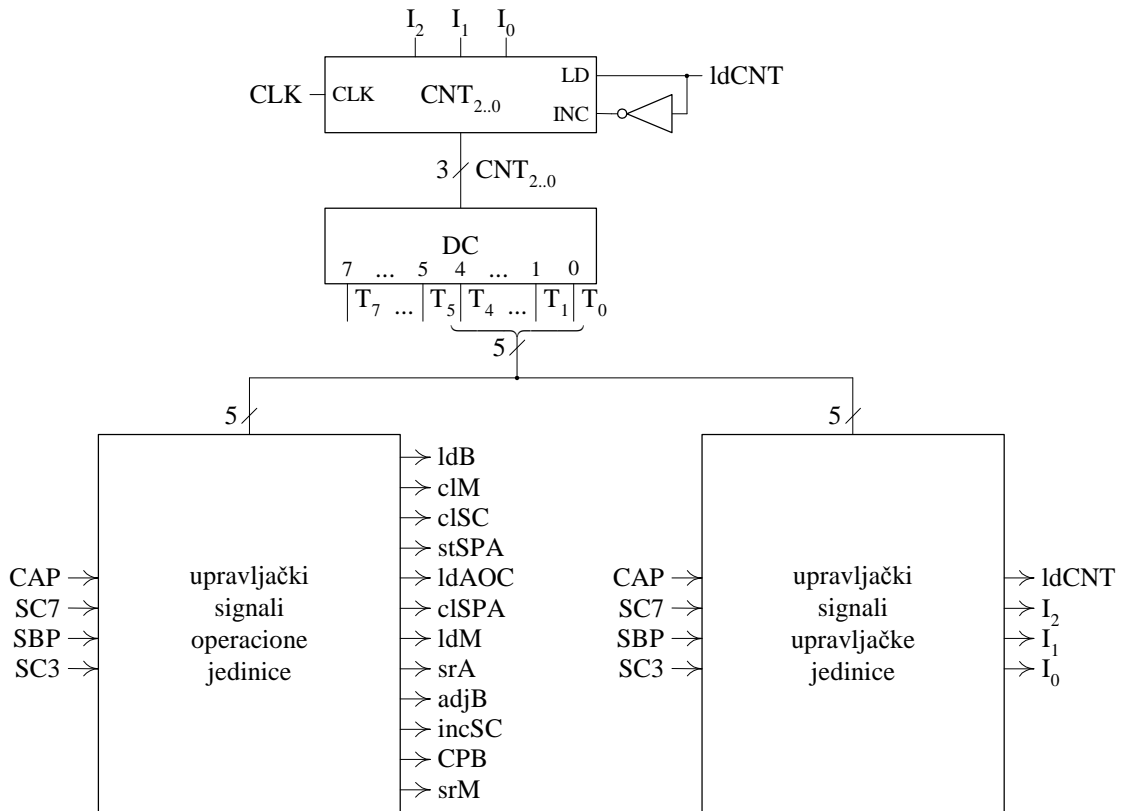 I2 I1 I0
CLK CLK CNT2..0 LD ldCNT
INC
3 CNT2..0
DC
7 ... 5 4 ... 1 0
T7 ... T5 T4 ... T1 T0
5
5
5
ldB
clM
clSC
stSPA
ldAOC
clSPA
ldM
srA
adjB
incSC
CPB
srM
CAP
SC7
SBP
SC3
upravljački
signali
operacione
jedinice
CAP
SC7
SBP
SC3
upravljački
signali
upravljačke
jedinice
ldCNT
I2
I1
I0